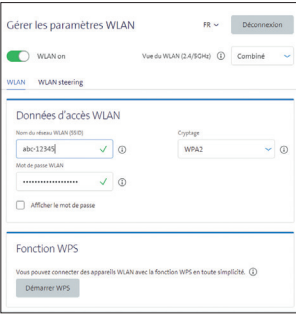 Gérer les paramètres WLAN
FR
Déconnexion
WLAN on
Vue du WLAN (2.4/5GHz)
Combiné
WLAN
WLAN steering
Données d'accès WLAN
Nom du réseau WLAN (SSID)
Cryptage
abc-12345
WPA2
Mot de passe WLAN
••••••••••••••••••
Afficher le mot de passe
Fonction WPS
Vous pouvez connecter des appareils WLAN avec la fonction WPS en toute simplicité.
Démarrer WPS